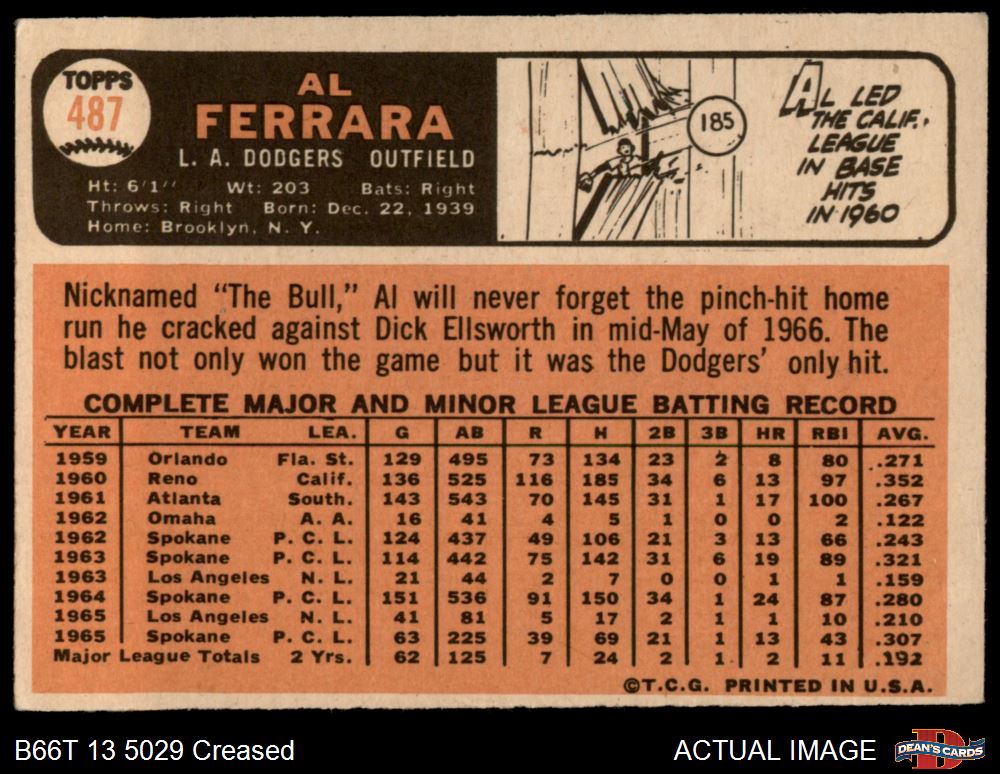 TOPPS
487
AL
FERRARA
L. A. DODGERS OUTFIELD
Ht: 6'1" Wt: 203 Bats: Right
Throws: Right Born: Dec. 22, 1939
Home: Brooklyn, N. Y.
185
AL LED
THE CALIF.
LEAGUE
IN BASE
HITS
IN 1960
Nicknamed "The Bull," Al will never forget the pinch-hit home
run he cracked against Dick Ellsworth in mid-May of 1966. The
blast not only won the game but it was the Dodgers' only hit.
COMPLETE MAJOR AND MINOR LEAGUE BATTING RECORD
YEAR TEAM LEA. G AB R H 2B 3B HR RBI AVG.
1959 Orlando Fla. St. 129 495 73 134 23 2 8 80 .271
1960 Reno Calif. 136 525 116 185 34 6 13 97 .352
1961 Atlanta South. 143 543 70 145 31 1 17 100 .267
1962 Omaha A. A. 16 41 4 5 1 0 0 2 .122
1962 Spokane P. C. L. 124 437 49 106 21 3 13 66 .243
1963 Spokane P. C. L. 114 442 75 142 31 6 19 89 .321
1963 Los Angeles N. L. 21 44 2 7 0 0 1 1 .159
1964 Spokane P. C. L. 151 536 91 150 34 1 24 87 .280
1965 Los Angeles N. L. 41 81 5 17 2 1 1 10 .210
1965 Spokane P. C. L. 63 225 39 69 21 1 13 43 .307
Major League Totals 2 Yrs. 62 125 7 24 2 1 2 11 .192
©T.C.G. PRINTED IN U.S.A.
B66T 13 5029 Creased
ACTUAL IMAGE
D
DEAN'S CARDS